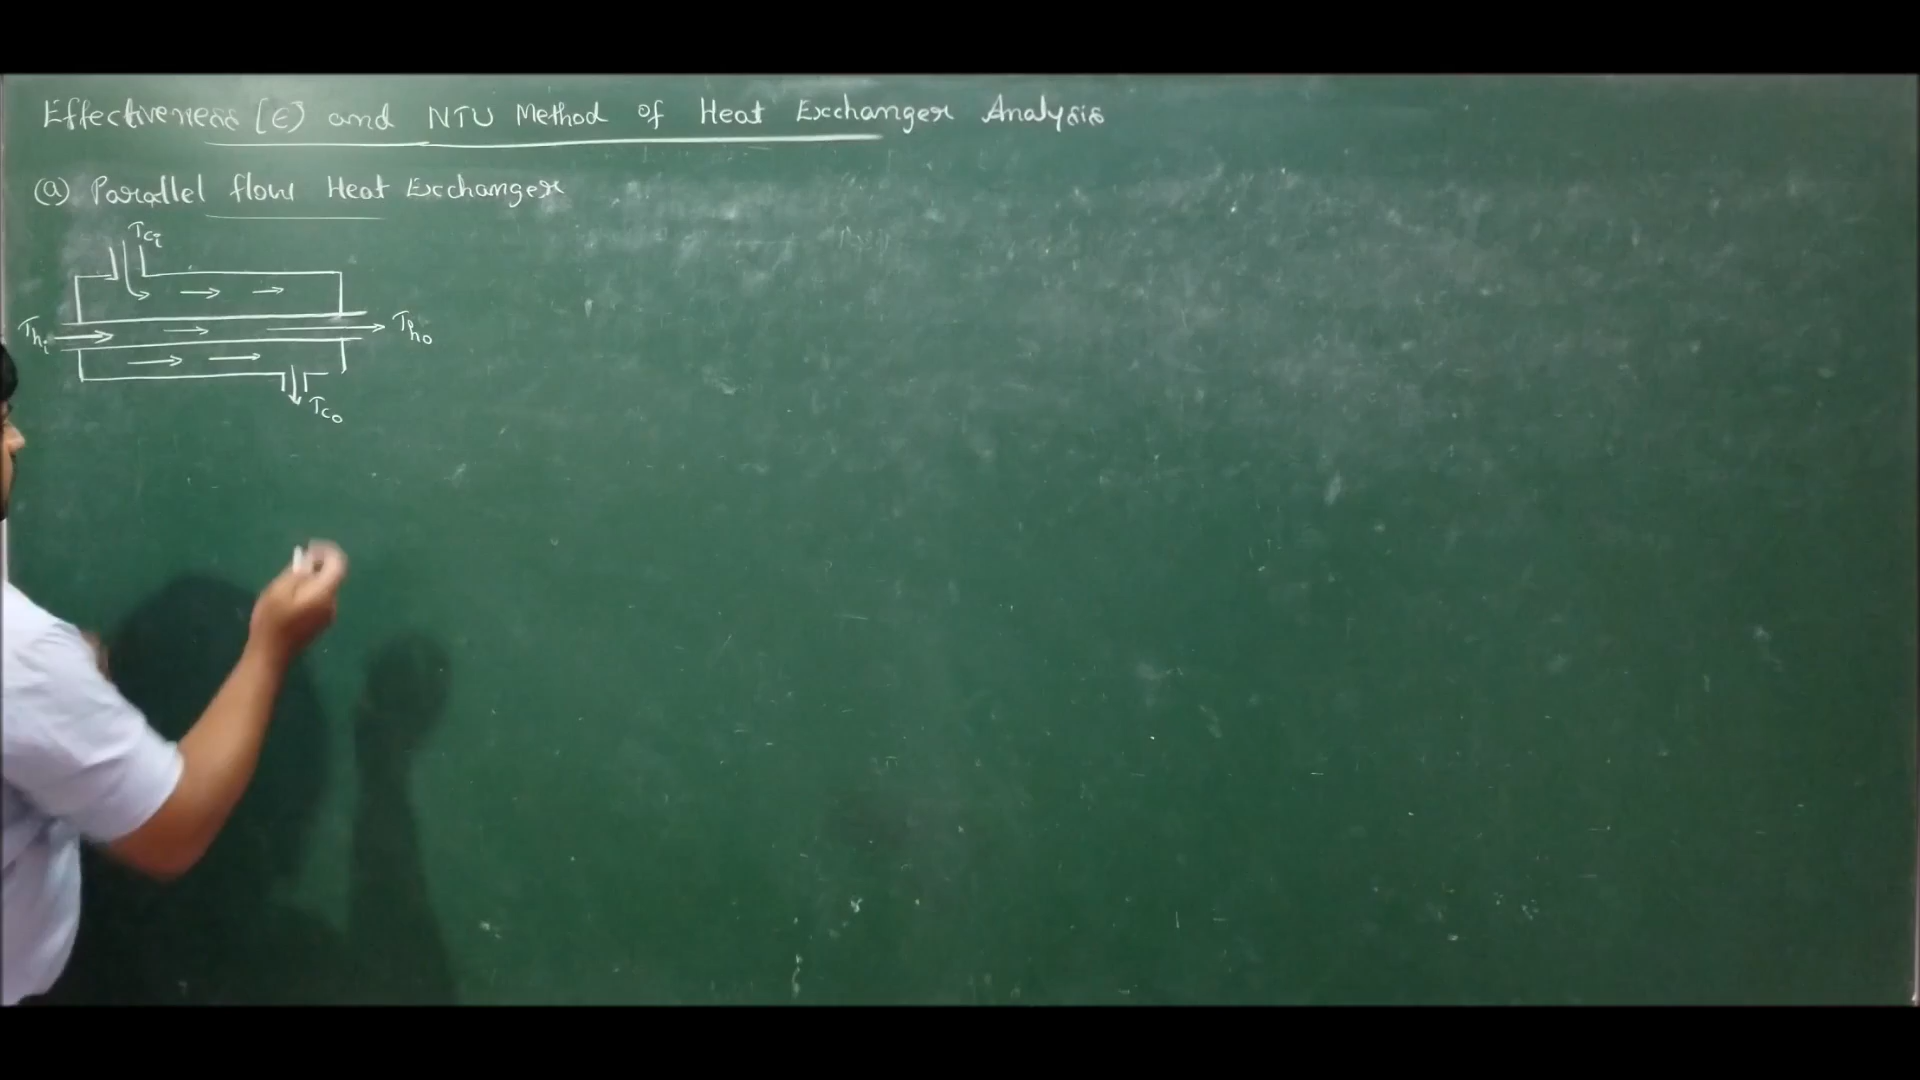 Effectiveness [ϵ] and NTU Method of Heat Exchanger Analysis
(a) Parallel flow Heat Exchanger
Tci
Thi
Tho
Tco